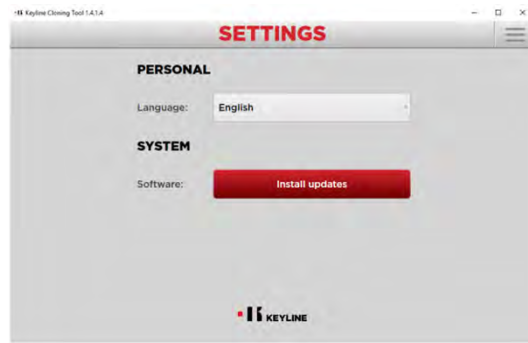 Keyline Cloning Tool 1.4.1.4
SETTINGS
PERSONAL
Language: English
SYSTEM
Software: Install updates
KEYLINE